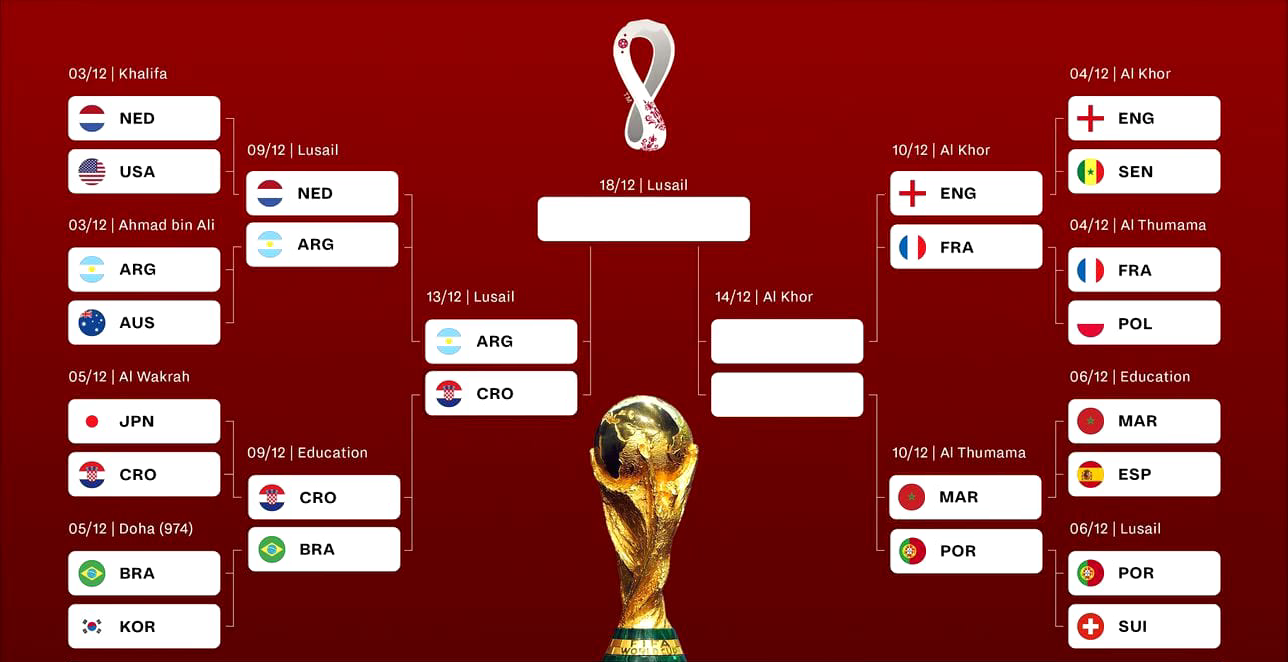 03/12 | Khalifa
NED
USA
03/12 | Ahmad bin Ali
ARG
AUS
05/12 | Al Wakrah
JPN
CRO
05/12 | Doha (974)
BRA
KOR
09/12 | Lusail
NED
ARG
09/12 | Education
CRO
BRA
13/12 | Lusail
ARG
CRO
TM
18/12 | Lusail
14/12 | Al Khor
10/12 | Al Khor
ENG
FRA
10/12 | Al Thumama
MAR
POR
04/12 | Al Khor
ENG
SEN
04/12 | Al Thumama
FRA
POL
06/12 | Education
MAR
ESP
06/12 | Lusail
POR
SUI
FIFA
WORLD CUP